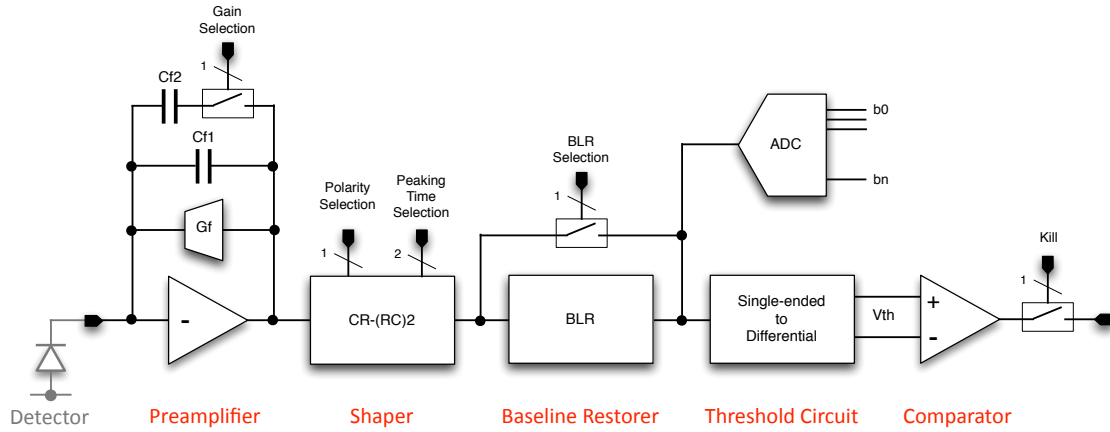 Gain
Selection
1
Cf2
Cf1
Gf
-
Polarity
Selection
1
Peaking
Time
Selection
2
CR-(RC)2
BLR
Selection
1
BLR
ADC
b0
bn
Single-ended
to
Differential
Vth
+
-
Kill
1
Detector
Preamplifier
Shaper
Baseline Restorer
Threshold Circuit
Comparator